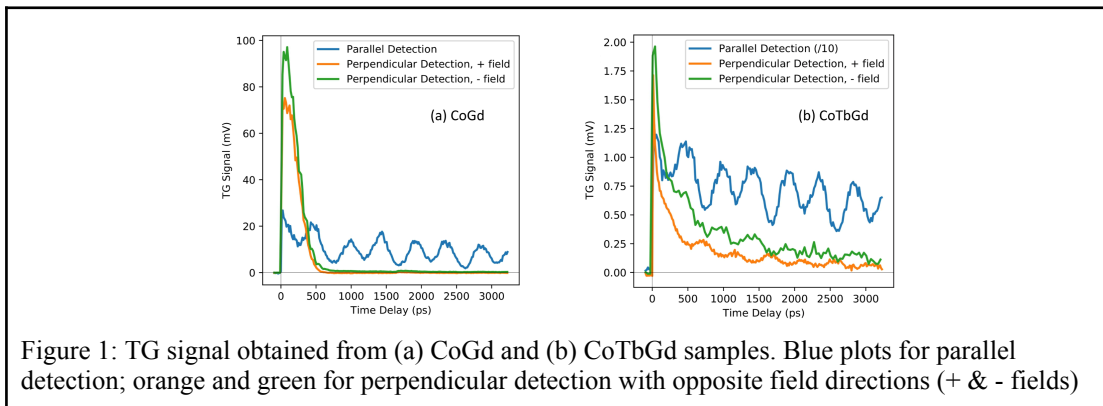 100
80
60
40
20
0
TG Signal (mV)
Parallel Detection
Perpendicular Detection, + field
Perpendicular Detection, - field
(a) CoGd
0 500 1000 1500 2000 2500 3000
Time Delay (ps)
2.00
1.75
1.50
1.25
1.00
0.75
0.50
0.25
0.00
TG Signal (mV)
Parallel Detection (/10)
Perpendicular Detection, + field
Perpendicular Detection, - field
(b) CoTbGd
0 500 1000 1500 2000 2500 3000
Time Delay (ps)
Figure 1: TG signal obtained from (a) CoGd and (b) CoTbGd samples. Blue plots for parallel
detection; orange and green for perpendicular detection with opposite field directions (+ & - fields)